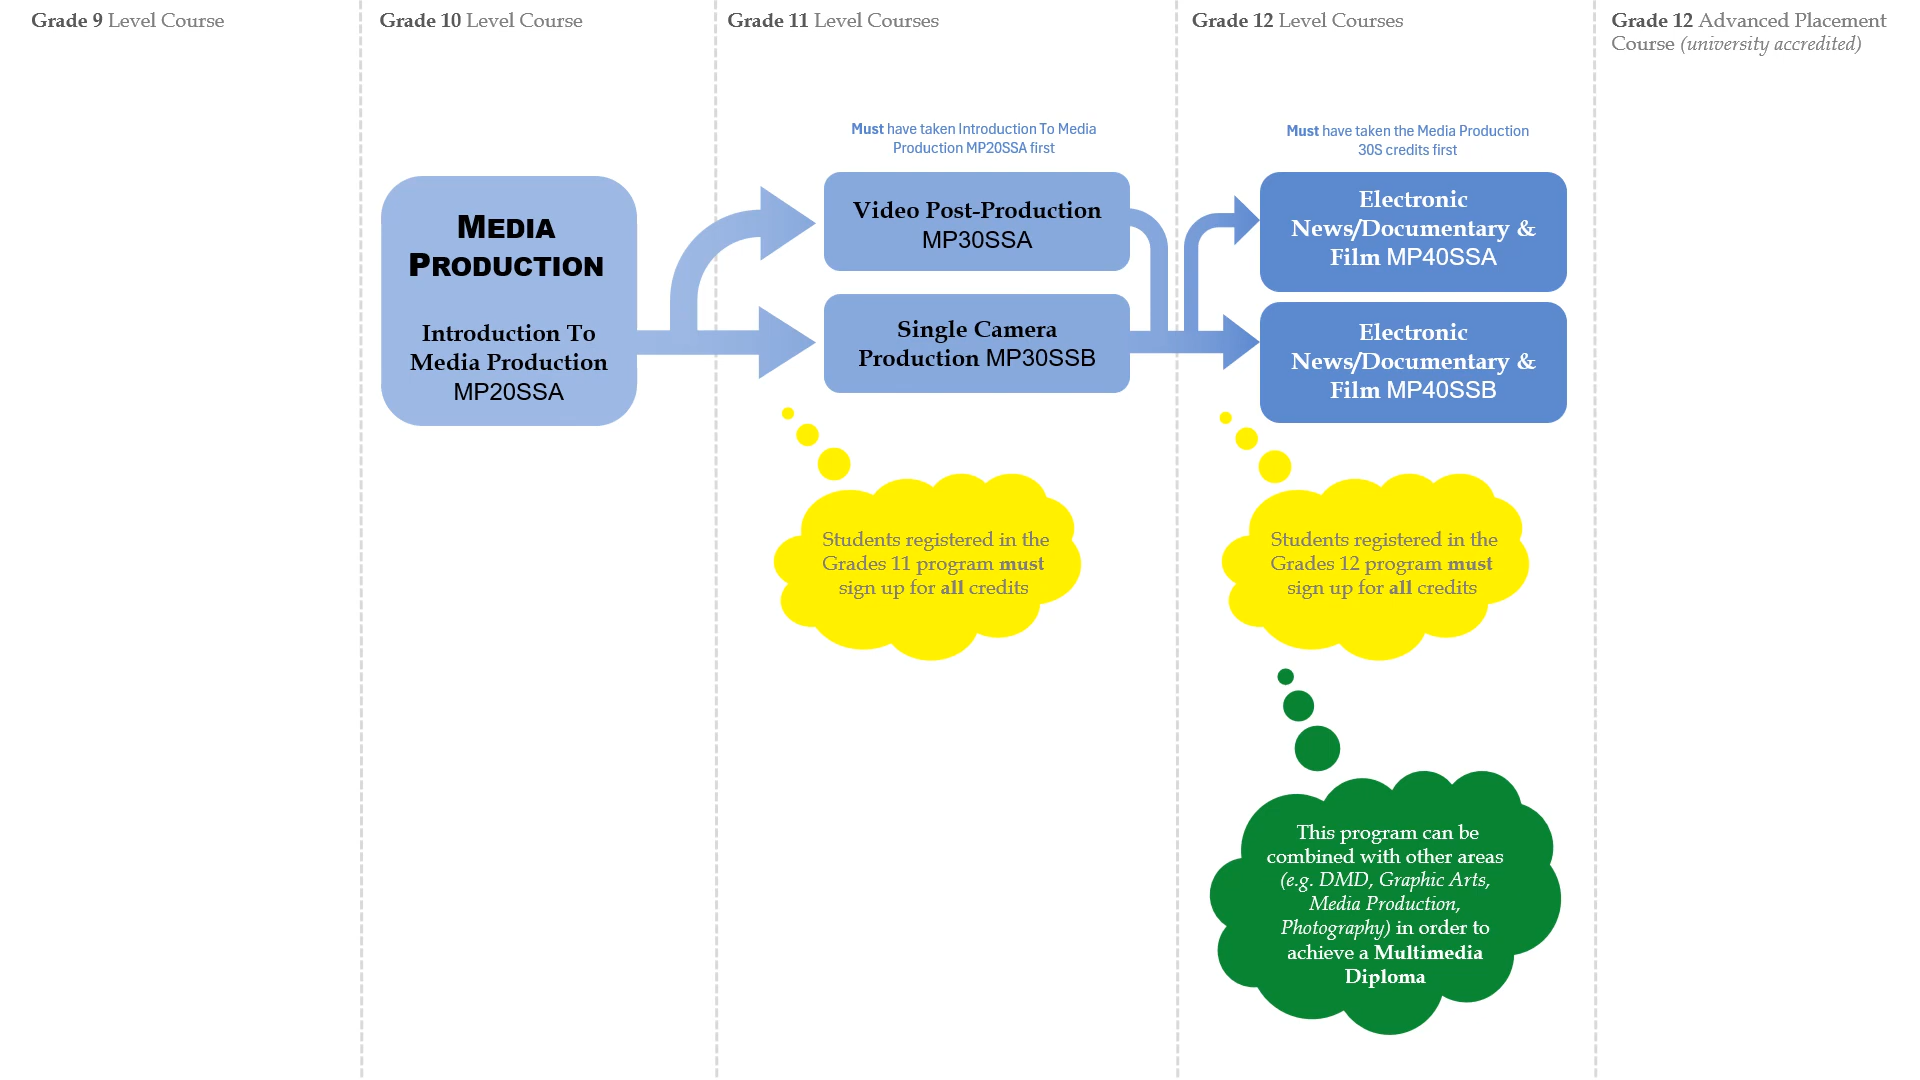 Grade 9 Level Course
Grade 10 Level Course
Grade 11 Level Courses
Grade 12 Level Courses
Grade 12 Advanced Placement
Course (university accredited)
MEDIA
PRODUCTION
Introduction To
Media Production
MP20SSA
Must have taken Introduction To Media
Production MP20SSA first
Video Post-Production
MP30SSA
Single Camera
Production MP30SSB
Students registered in the
Grades 11 program must
sign up for all credits
Must have taken the Media Production
30S credits first
Electronic
News/Documentary &
Film MP40SSA
Electronic
News/Documentary &
Film MP40SSB
Students registered in the
Grades 12 program must
sign up for all credits
This program can be
combined with other areas
(e.g. DMD, Graphic Arts,
Media Production,
Photography) in order to
achieve a Multimedia
Diploma